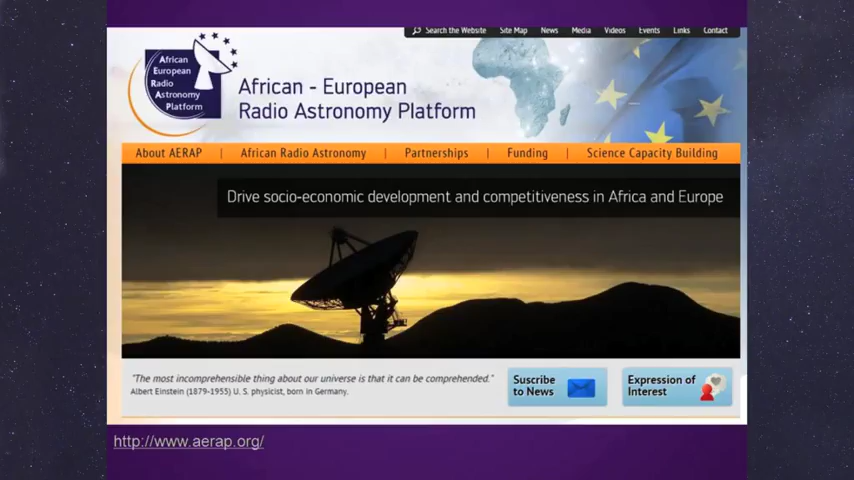 Search the Website Site Map News Media Videos Events Links Contact
African
European
Radio
Astronomy
Platform
African - European
Radio Astronomy Platform
About AERAP | African Radio Astronomy | Partnerships | Funding | Science Capacity Building
Drive socio-economic development and competitiveness in Africa and Europe
"The most incomprehensible thing about our universe is that it can be comprehended."
Albert Einstein (1879-1955) U. S. physicist, born in Germany.
Suscribe
to News
Expression of
Interest
http://www.aerap.org/